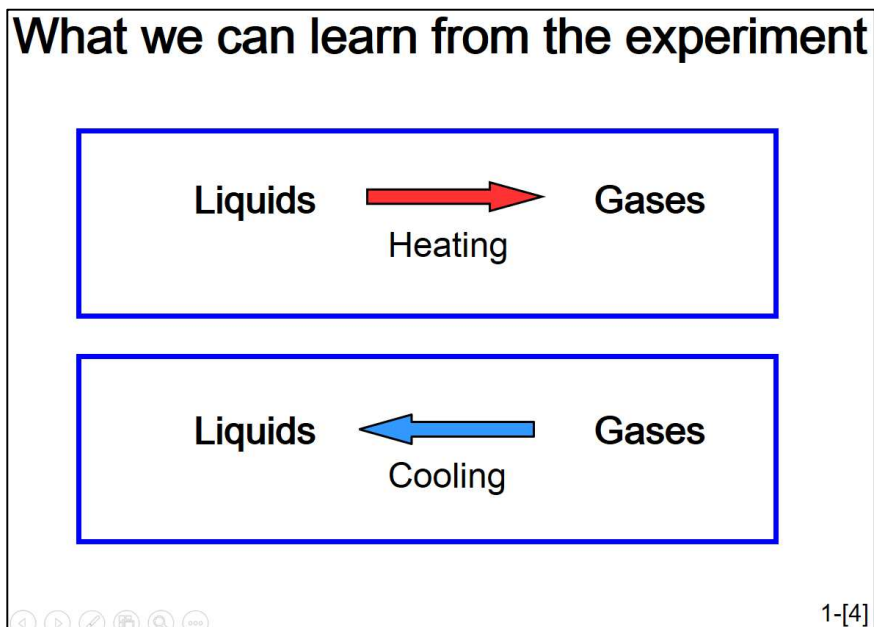 What we can learn from the experiment
Liquids Gases
Heating
Liquids Gases
Cooling
1-[4]